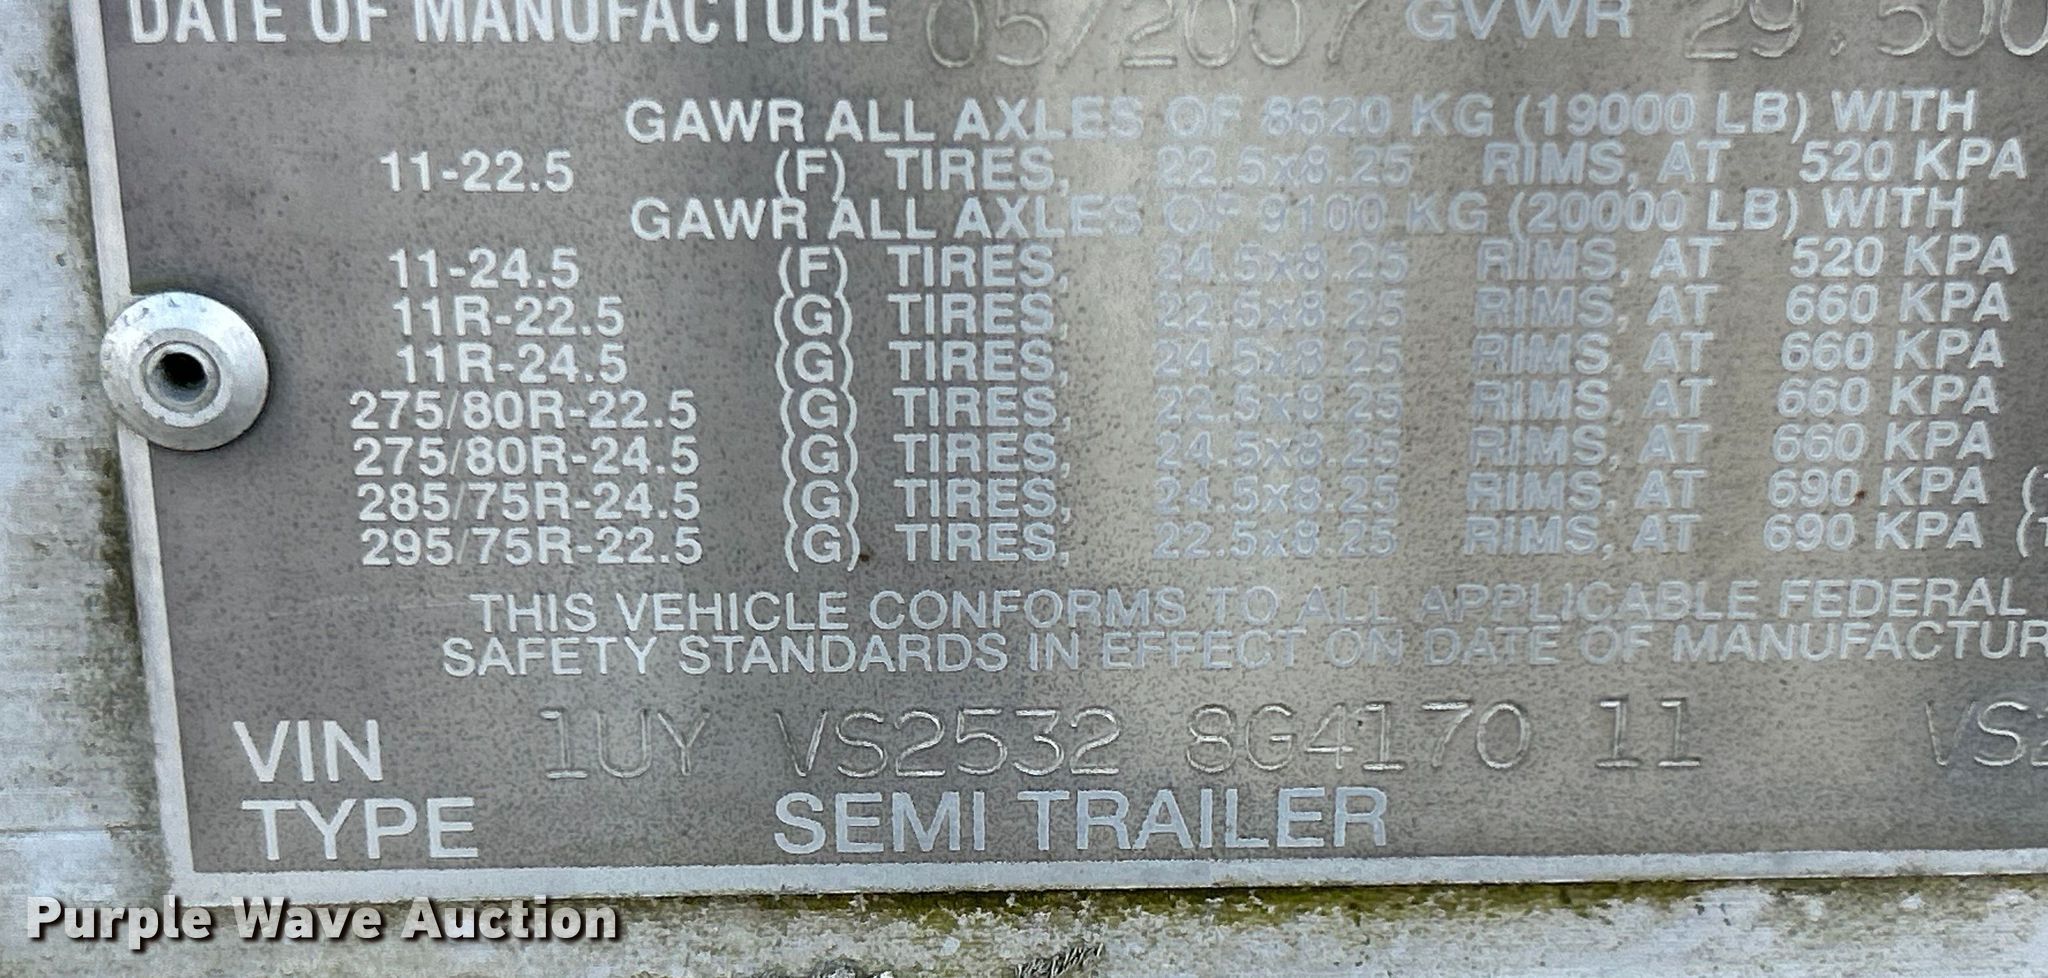 DATE OF MANUFACTURE 05/2007 GVWR 29,500
GAWR ALL AXLES OF 8620 KG (19000 LB) WITH
11-22.5 (F) TIRES, 22.5x8.25 RIMS, AT 520 KPA
GAWR ALL AXLES OF 9100 KG (20000 LB) WITH
11-24.5 (F) TIRES, 24.5x8.25 RIMS, AT 520 KPA
11R-22.5 (G) TIRES, 22.5x8.25 RIMS, AT 660 KPA
11R-24.5 (G) TIRES, 24.5x8.25 RIMS, AT 660 KPA
275/80R-22.5 (G) TIRES, 22.5x8.25 RIMS, AT 660 KPA
275/80R-24.5 (G) TIRES, 24.5x8.25 RIMS, AT 660 KPA
285/75R-24.5 (G) TIRES, 24.5x8.25 RIMS, AT 690 KPA (
295/75R-22.5 (G) TIRES, 22.5x8.25 RIMS, AT 690 KPA (1
THIS VEHICLE CONFORMS TO ALL APPLICABLE FEDERAL
SAFETY STANDARDS IN EFFECT ON DATE OF MANUFACTUR
VIN 1UY VS2532 8G4170 11 VS2
TYPE SEMI TRAILER
Purple Wave Auction